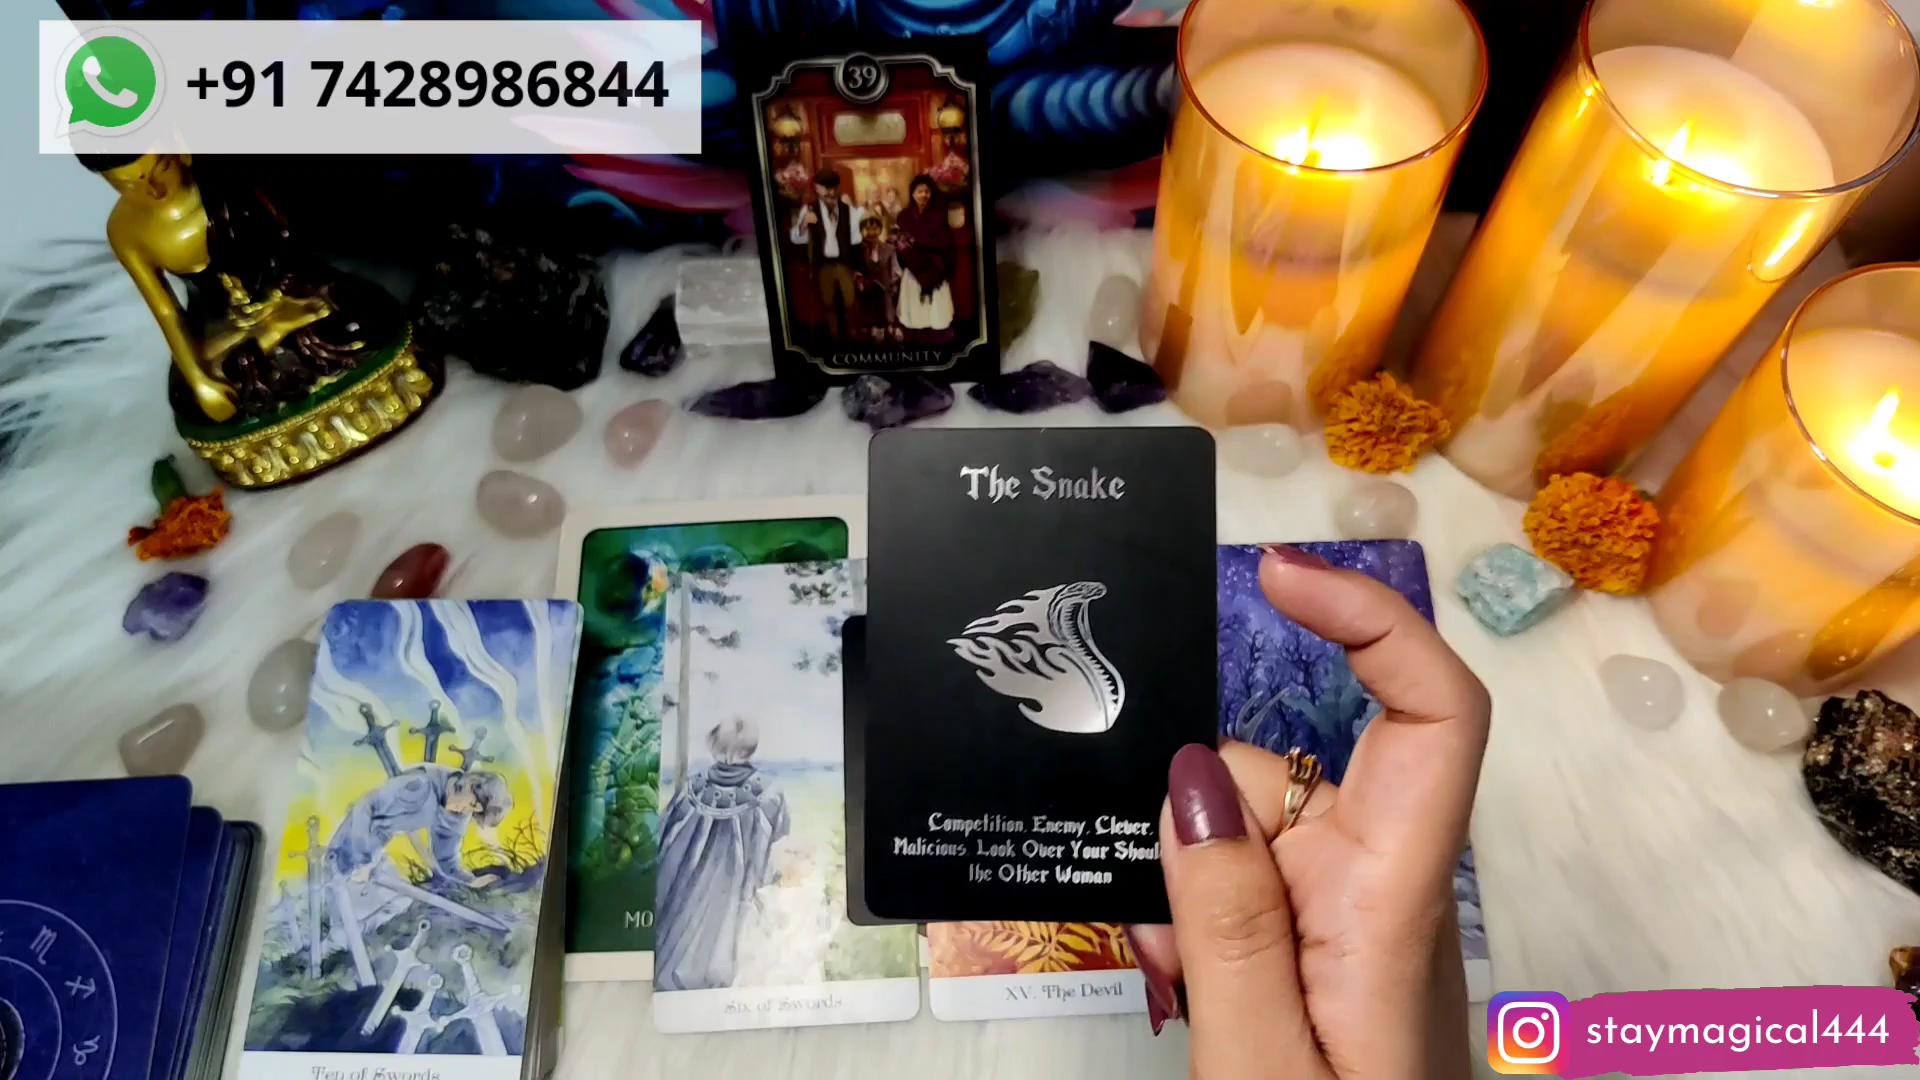 +91 7428986844
39
COMMUNITY
The Snake
Competition, Enemy, Clever,
Malicious, Look Over Your
The Other Woman
MO
Six of Swords
XV. The Devil
Ten of Swords
staymagical444